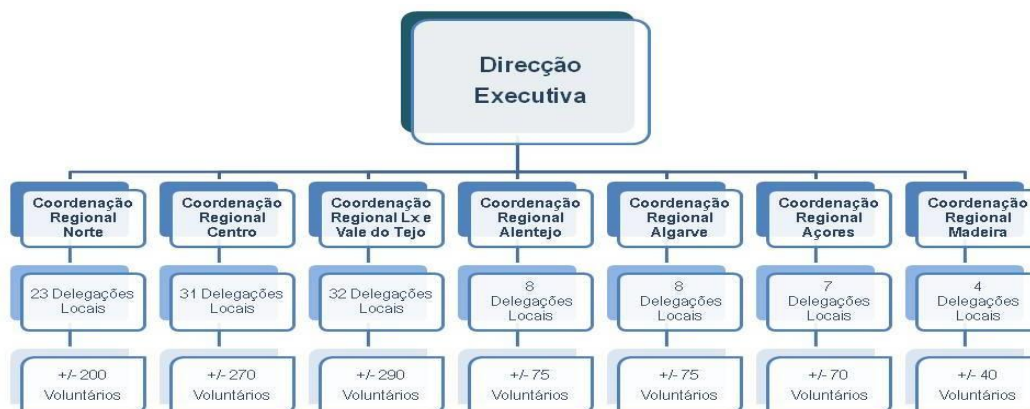 Direcção
Executiva
Coordenação
Regional
Norte
Coordenação
Regional
Centro
Coordenação
Regional Lx e
Vale do Tejo
Coordenação
Regional
Alentejo
Coordenação
Regional
Algarve
Coordenação
Regional
Açores
Coordenação
Regional
Madeira
23 Delegações
Locais
31 Delegações
Locais
32 Delegações
Locais
8
Delegações
Locais
8
Delegações
Locais
7
Delegações
Locais
4
Delegações
Locais
+/- 200
Voluntários
+/- 270
Voluntários
+/- 290
Voluntários
+/- 75
Voluntários
+/- 75
Voluntários
+/- 70
Voluntários
+/- 40
Voluntários